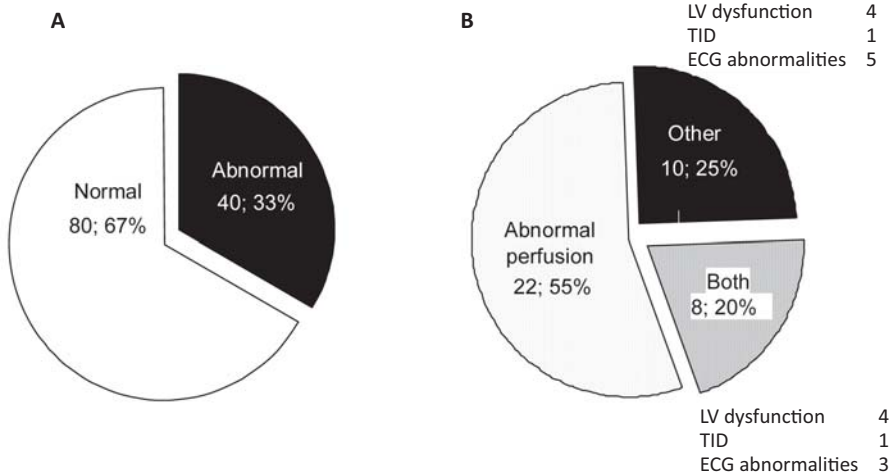 A
Normal
80; 67%
Abnormal
40; 33%
B
LV dysfunction 4
TID 1
ECG abnormalities 5
Other
10; 25%
Abnormal
perfusion
22; 55%
Both
8; 20%
LV dysfunction 4
TID 1
ECG abnormalities 3